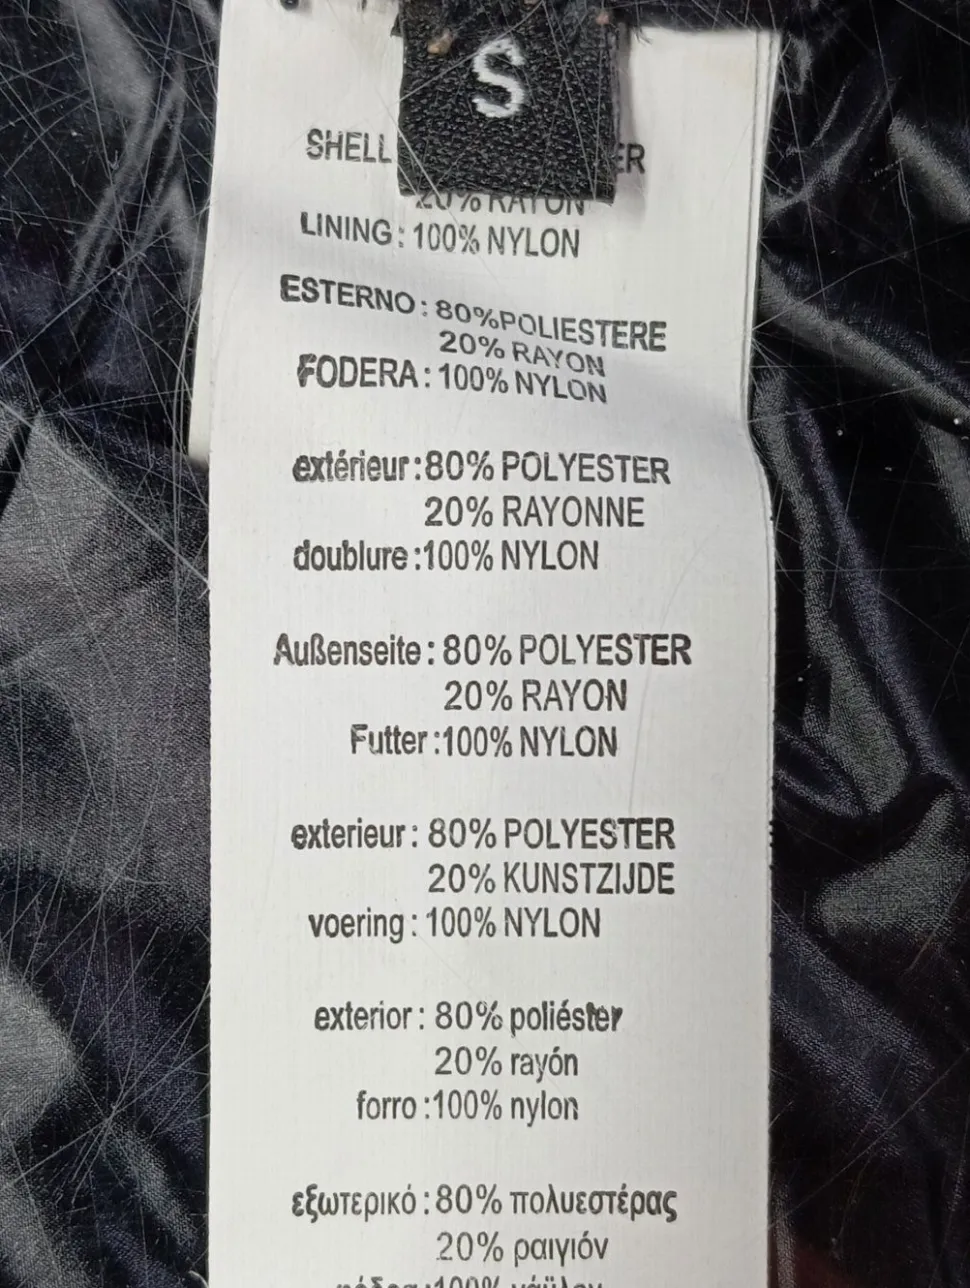 S
SHELL
20% RAYON
LINING: 100% NYLON
ESTERNO: 80%POLIESTERE
20% RAYON
FODERA: 100% NYLON
extérieur:80% POLYESTER
20% RAYONNE
doublure:100% NYLON
Außenseite: 80% POLYESTER
20% RAYON
Futter:100% NYLON
exterieur: 80% POLYESTER
20% KUNSTZIJDE
voering: 100% NYLON
exterior: 80% poliéster
20% rayón
forro:100% nylon
εξωτερικό:80% πολυεστέρας
20% ραιγιόν